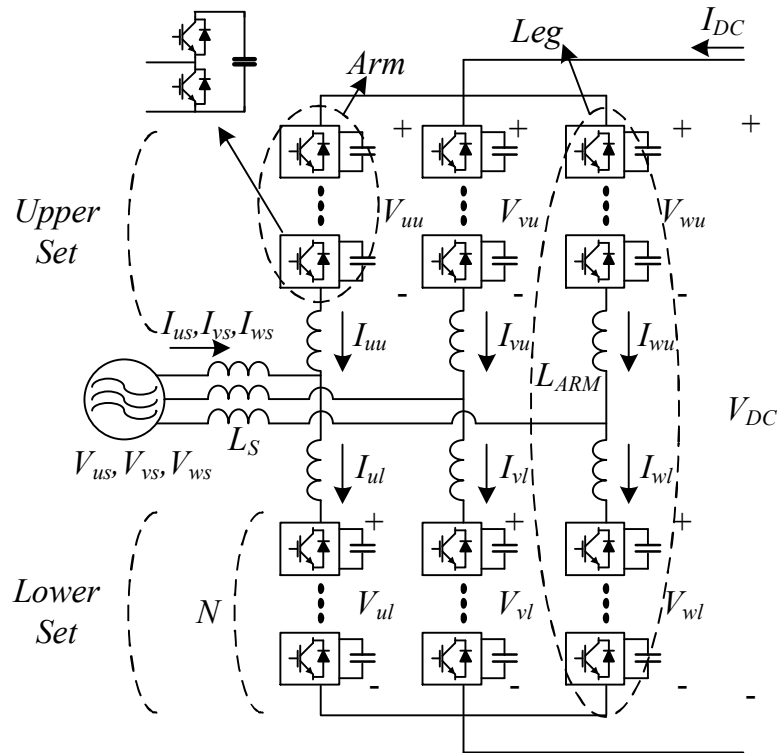 I_DC
Leg
Arm
+ + + +
Upper
Set
V_uu V_vu V_wu
- - -
I_us,I_vs,I_ws
I_uu I_vu I_wu
L_ARM
L_S
V_DC
V_us,V_vs,V_ws
I_ul I_vl I_wl
+ + +
Lower
Set
N
V_ul V_vl V_wl
- - - -